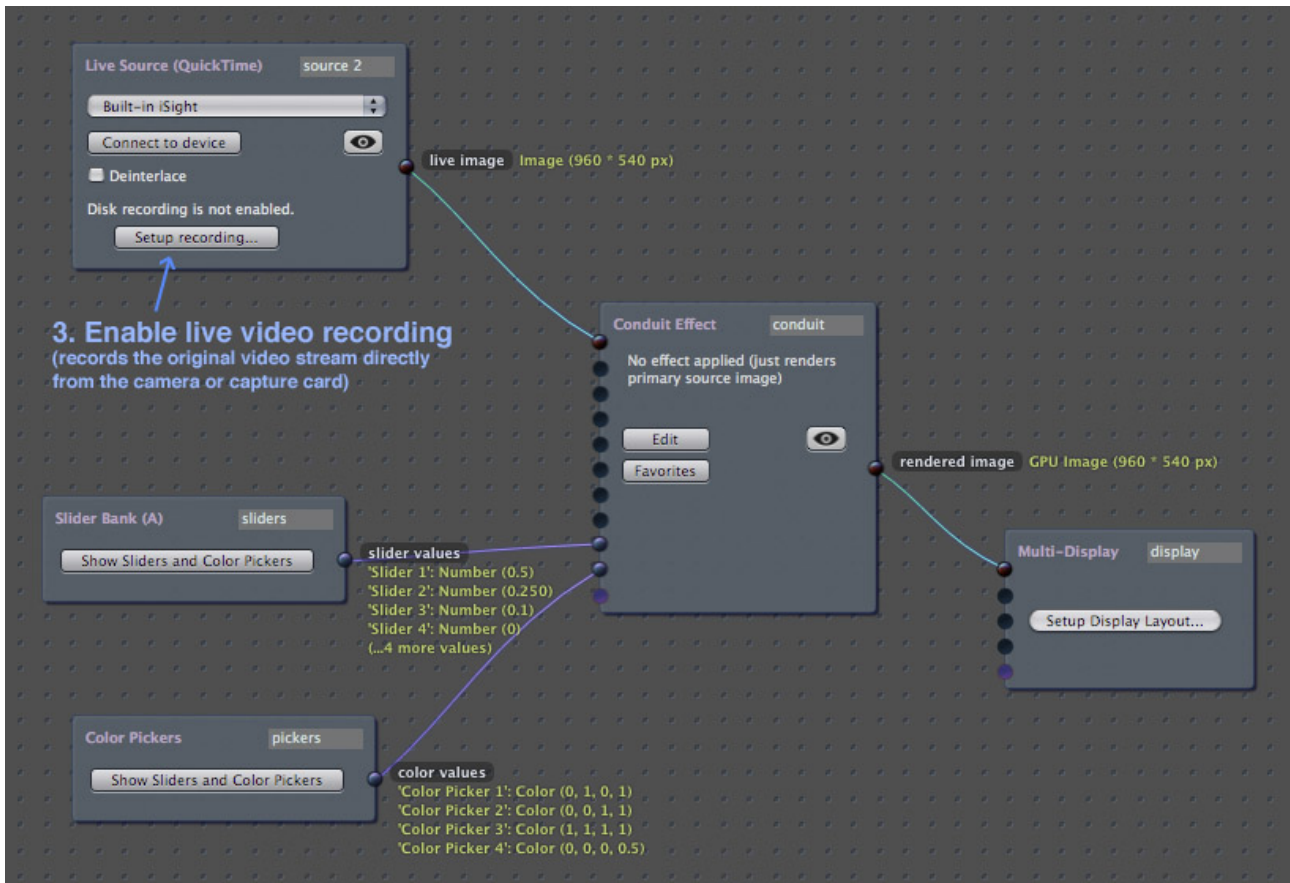 Live Source (QuickTime) source 2
Built-in iSight
Connect to device
Deinterlace
Disk recording is not enabled.
Setup recording...
live image Image (960 * 540 px)
3. Enable live video recording
(records the original video stream directly
from the camera or capture card)
Conduit Effect conduit
No effect applied (just renders
primary source image)
Edit
Favorites
rendered image GPU Image (960 * 540 px)
Slider Bank (A) sliders
Show Sliders and Color Pickers
slider values
'Slider 1': Number (0.5)
'Slider 2': Number (0.250)
'Slider 3': Number (0.1)
'Slider 4': Number (0)
(...4 more values)
Multi-Display display
Setup Display Layout...
Color Pickers pickers
Show Sliders and Color Pickers
color values
'Color Picker 1': Color (0, 1, 0, 1)
'Color Picker 2': Color (0, 0, 1, 1)
'Color Picker 3': Color (1, 1, 1, 1)
'Color Picker 4': Color (0, 0, 0, 0.5)